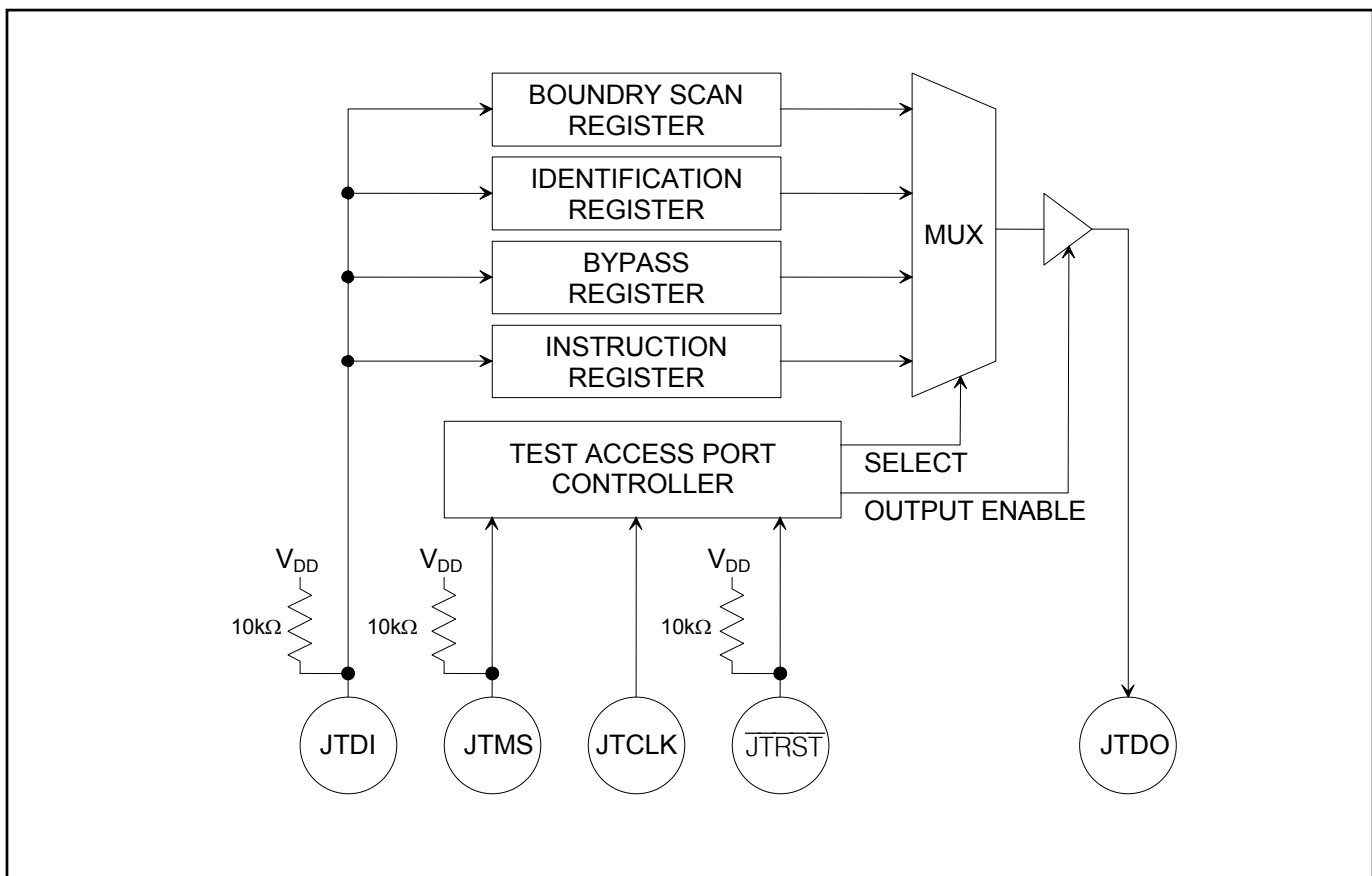 BOUNDRY SCAN
REGISTER
IDENTIFICATION
REGISTER
BYPASS
REGISTER
INSTRUCTION
REGISTER
MUX
TEST ACCESS PORT
CONTROLLER
SELECT
OUTPUT ENABLE
VDD
10kΩ
VDD
10kΩ
VDD
10kΩ
JTDI
JTMS
JTCLK
JTRST
JTDO